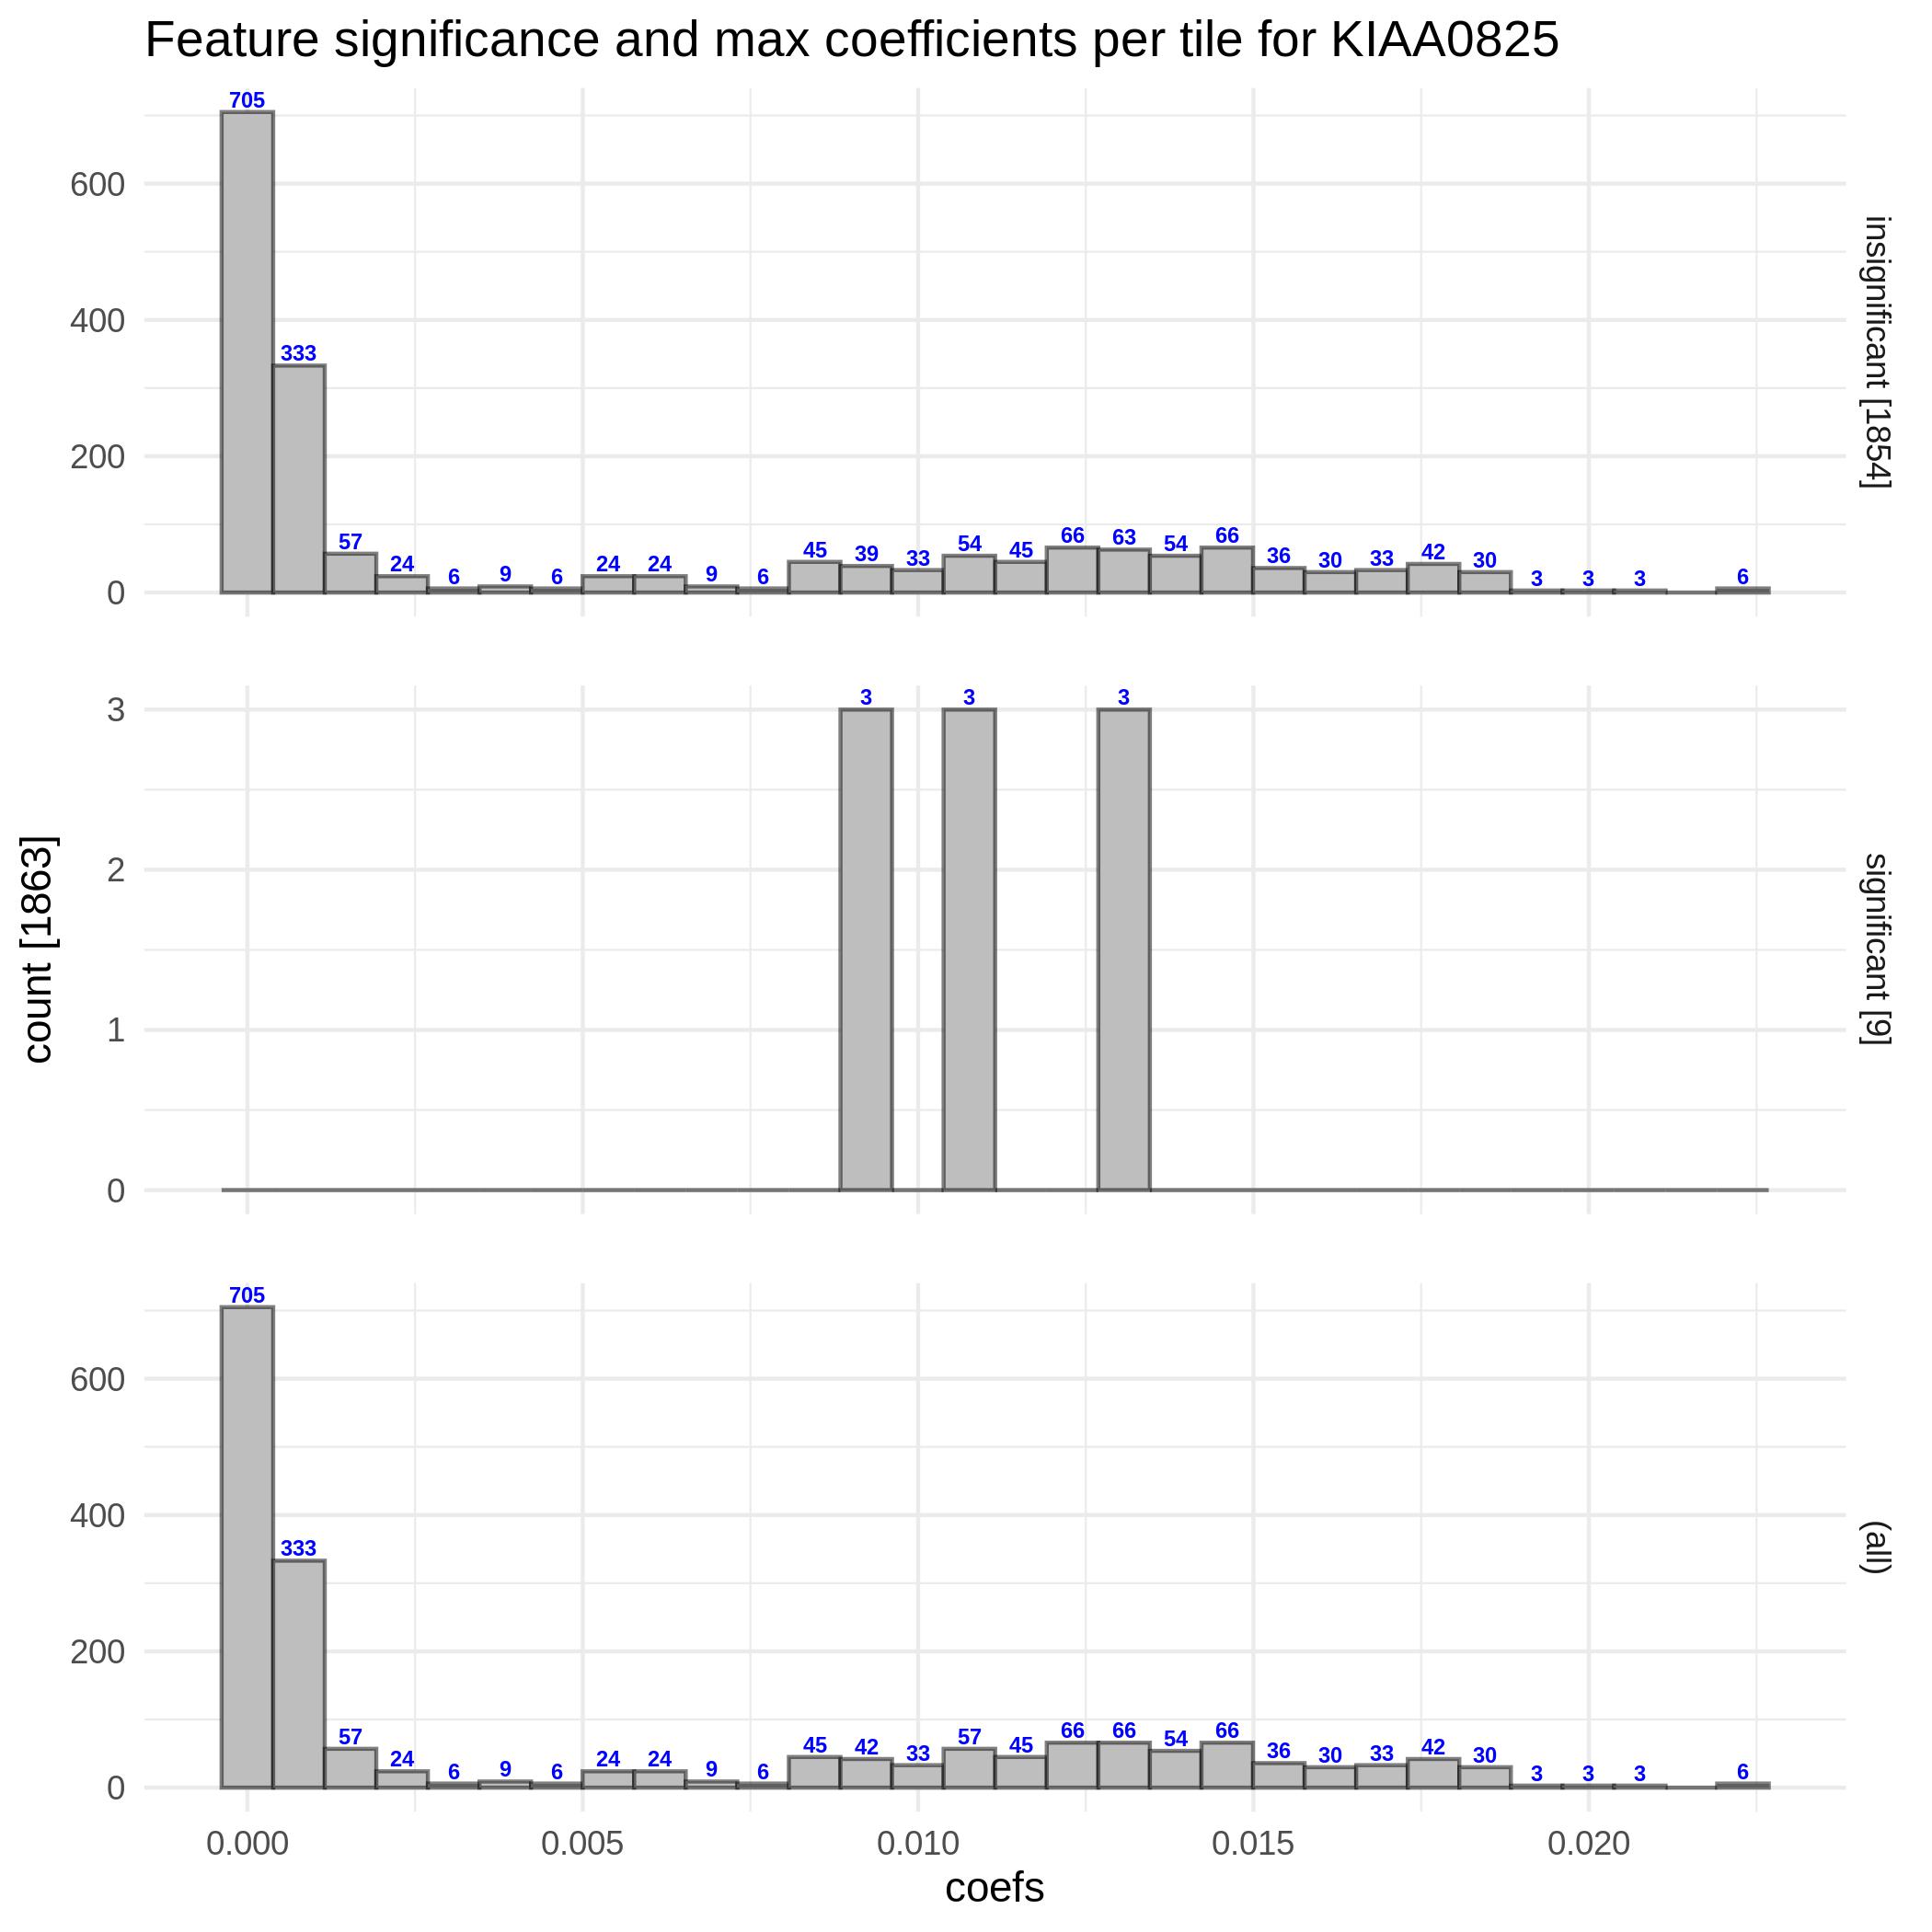 Feature significance and max coefficients per tile for KIAA0825
705
600
333
400
200
57 24 6 9 6 24 24 9 6 45 39 33 54 45 66 63 54 66 36 30 33 42 30 3 3 3 6
0
insignificant [1854]
3 3 3
3
2
1
0
significant [9]
count [1863]
705
600
400
333
200
57 24 6 9 6 24 24 9 6 45 42 33 57 45 66 66 54 66 36 30 33 42 30 3 3 3 6
0
(all)
0.000 0.005 0.010 0.015 0.020
coefs